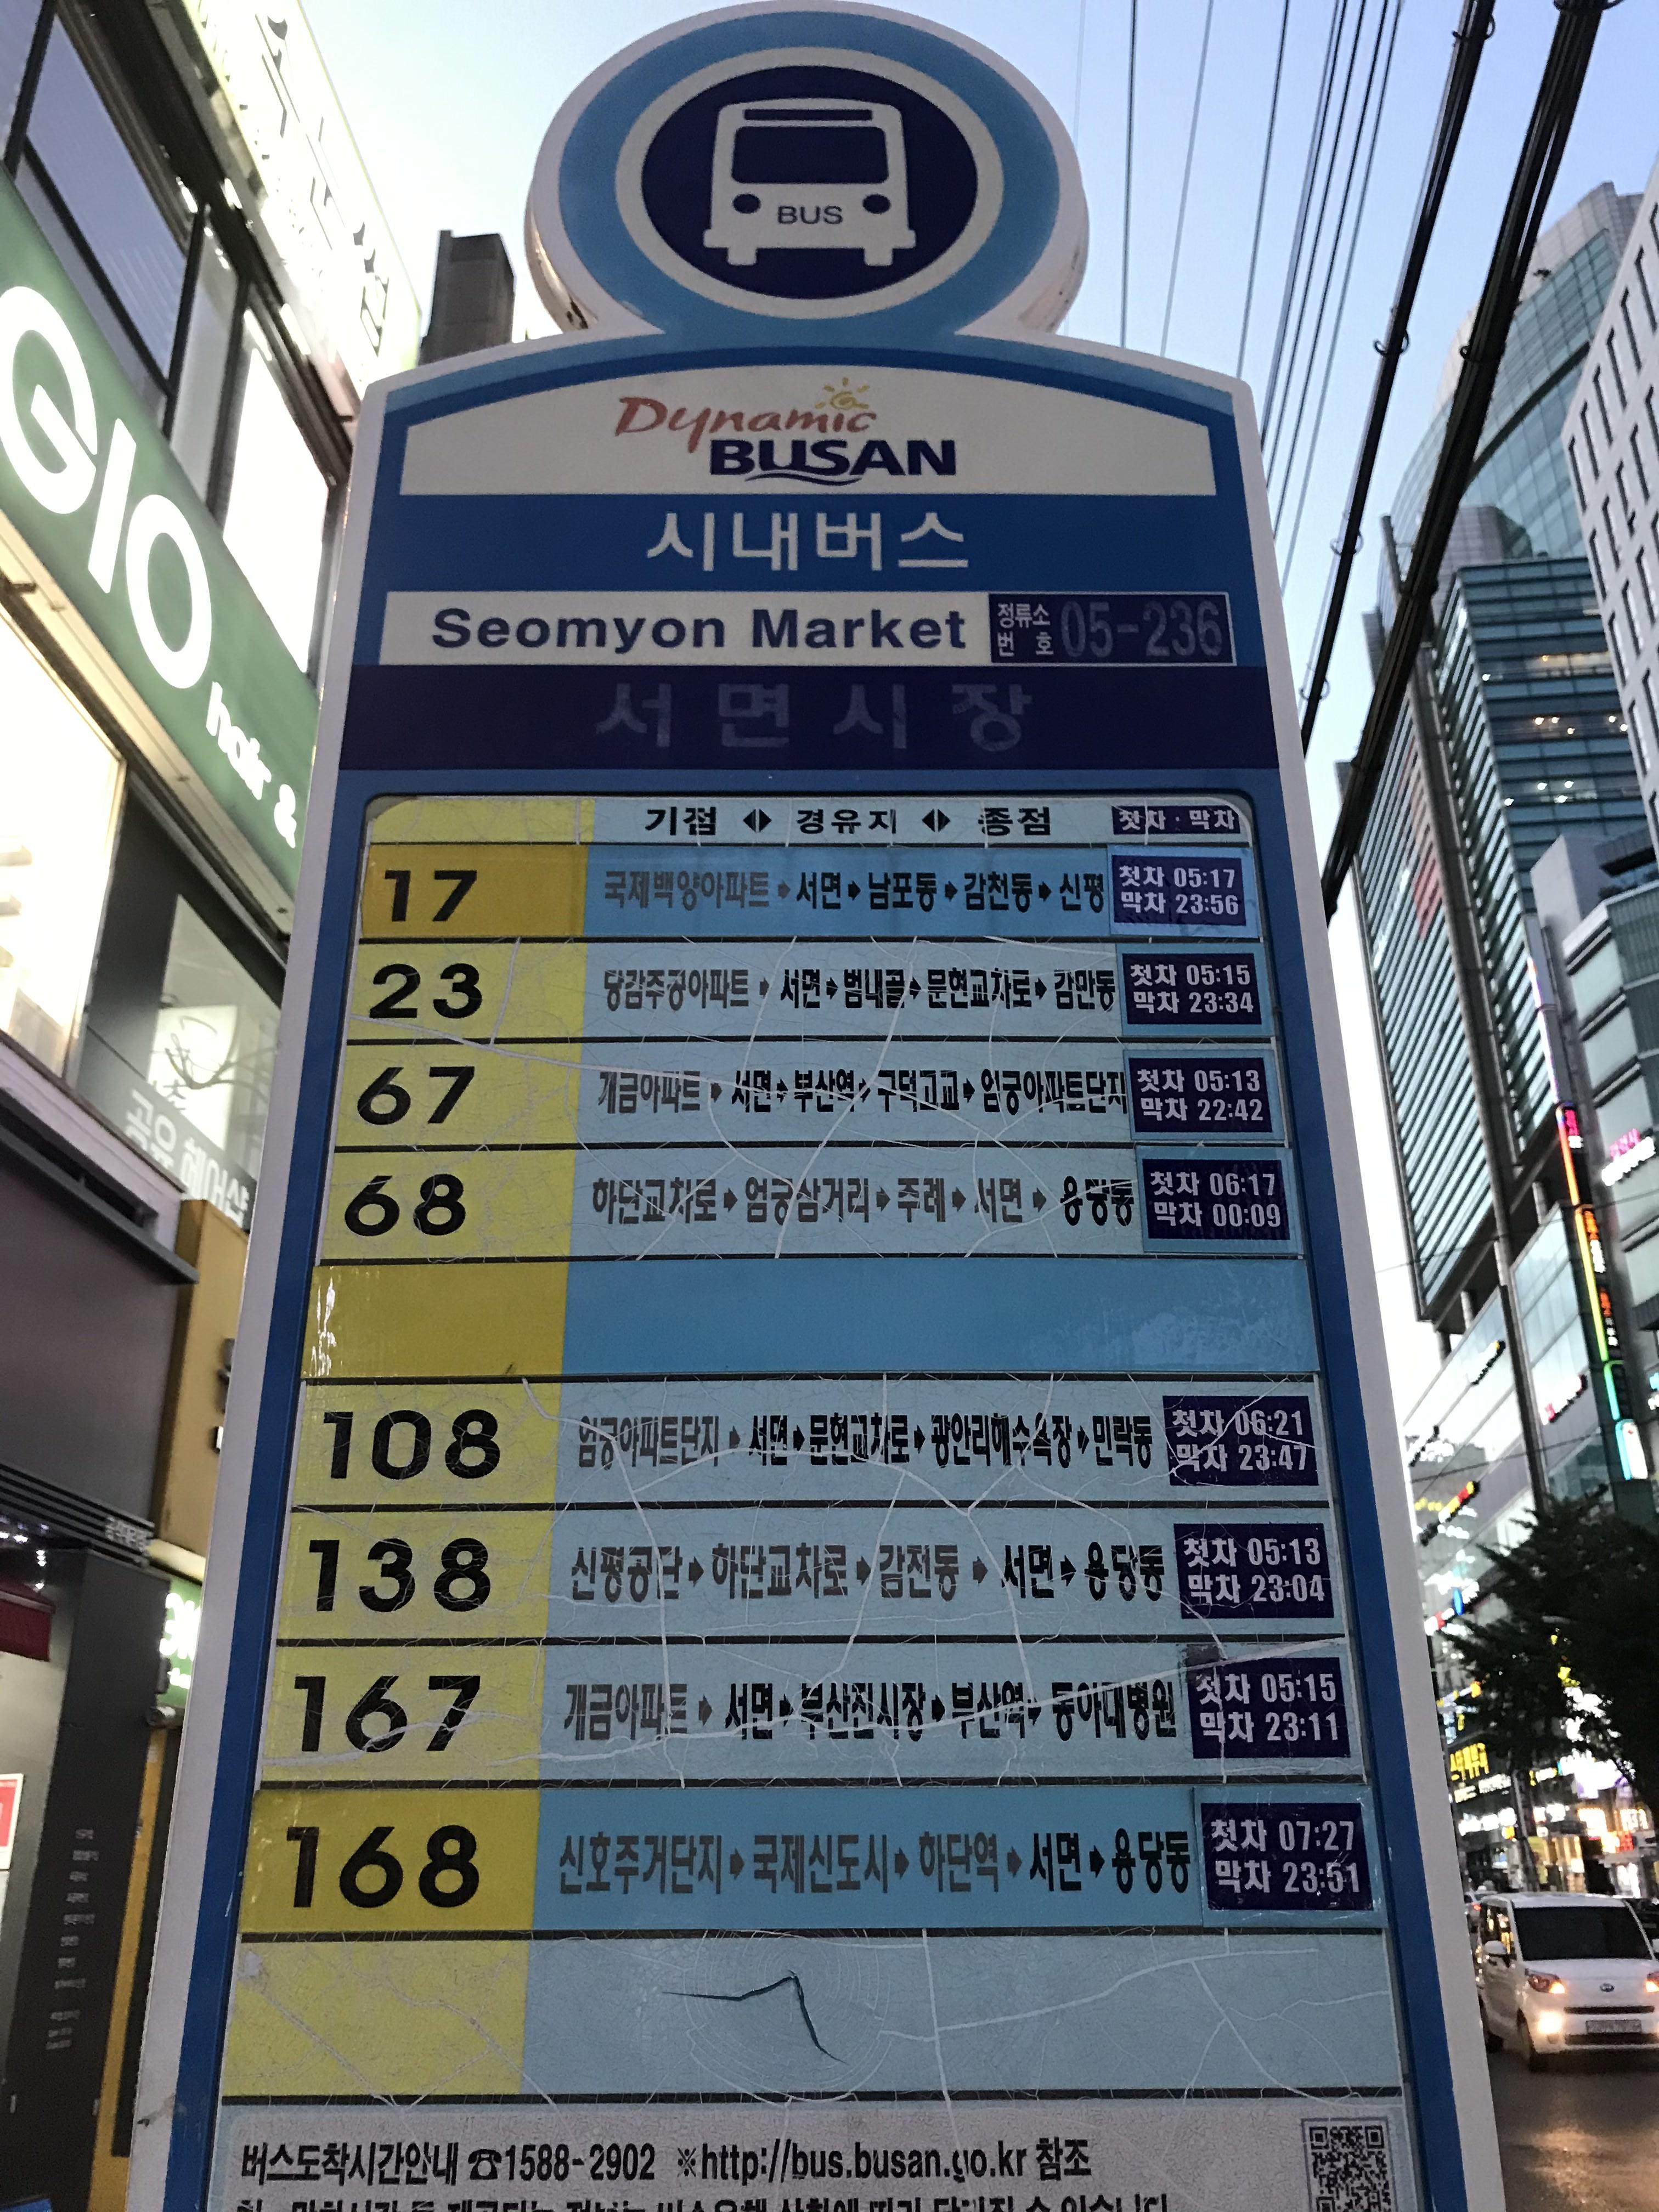 BUS
Dynamic
BUSAN
시내버스
Seomyon Market 정류소 번호 05-236
서면시장
기점 ◆ 경유지 ◆ 종점 첫차 · 막차
17 국제백양아파트 → 서면 → 남포동 → 감천동 → 신평 첫차 05:17 막차 23:56
23 당감주공아파트 → 서면 → 범내골 → 문현교차로 → 감만동 첫차 05:15 막차 23:34
67 개금아파트 → 서면 → 부산역 → 구덕고교 → 엄궁아파트단지 첫차 05:13 막차 22:42
68 하단교차로 → 엄궁삼거리 → 주례 → 서면 → 용당동 첫차 06:17 막차 00:09
108 엄궁아파트단지 → 서면 → 문현교차로 → 광안리해수욕장 → 민락동 첫차 06:21 막차 23:47
138 신평공단 → 하단교차로 → 감전동 → 서면 → 용당동 첫차 05:13 막차 23:04
167 개금아파트 → 서면 → 부산진시장 → 부산역 → 동아대병원 첫차 05:15 막차 23:11
168 신호주거단지 → 국제신도시 → 하단역 → 서면 → 용당동 첫차 07:27 막차 23:51
버스도착시간안내 ☎1588-2902 ※http://bus.busan.go.kr 참조
GIO
hair &
공유 헤어샵